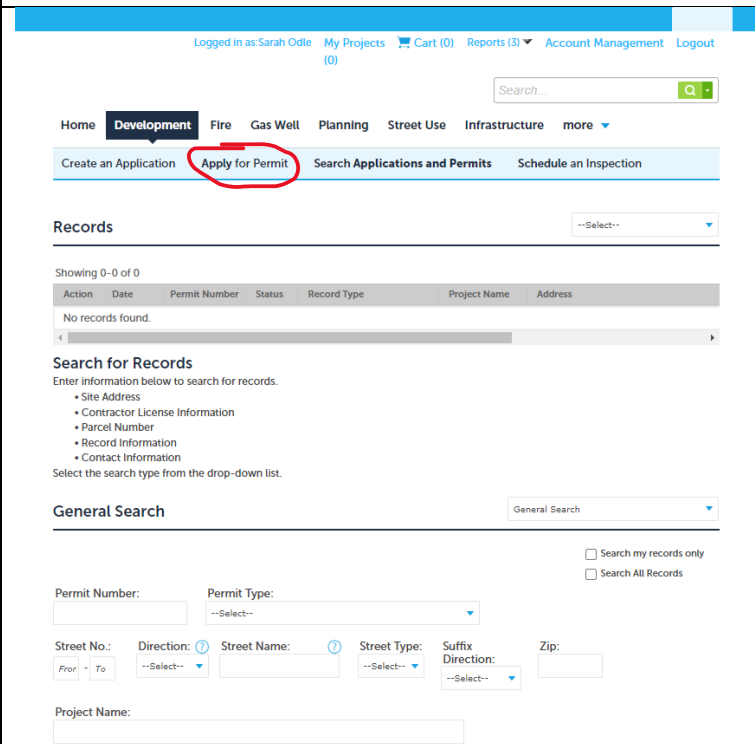 Logged in as:Sarah Odle My Projects (0) Cart (0) Reports (3) Account Management Logout
Search...
Home Development Fire Gas Well Planning Street Use Infrastructure more
Create an Application Apply for Permit Search Applications and Permits Schedule an Inspection
Records --Select--
Showing 0-0 of 0
Action Date Permit Number Status Record Type Project Name Address
No records found.
Search for Records
Enter information below to search for records.
• Site Address
• Contractor License Information
• Parcel Number
• Record Information
• Contact Information
Select the search type from the drop-down list.
General Search General Search
Search my records only
Search All Records
Permit Number: Permit Type:
--Select--
Street No.: Direction: ? Street Name: ? Street Type: Suffix Direction: Zip:
Fror - To --Select-- --Select-- --Select--
Project Name: